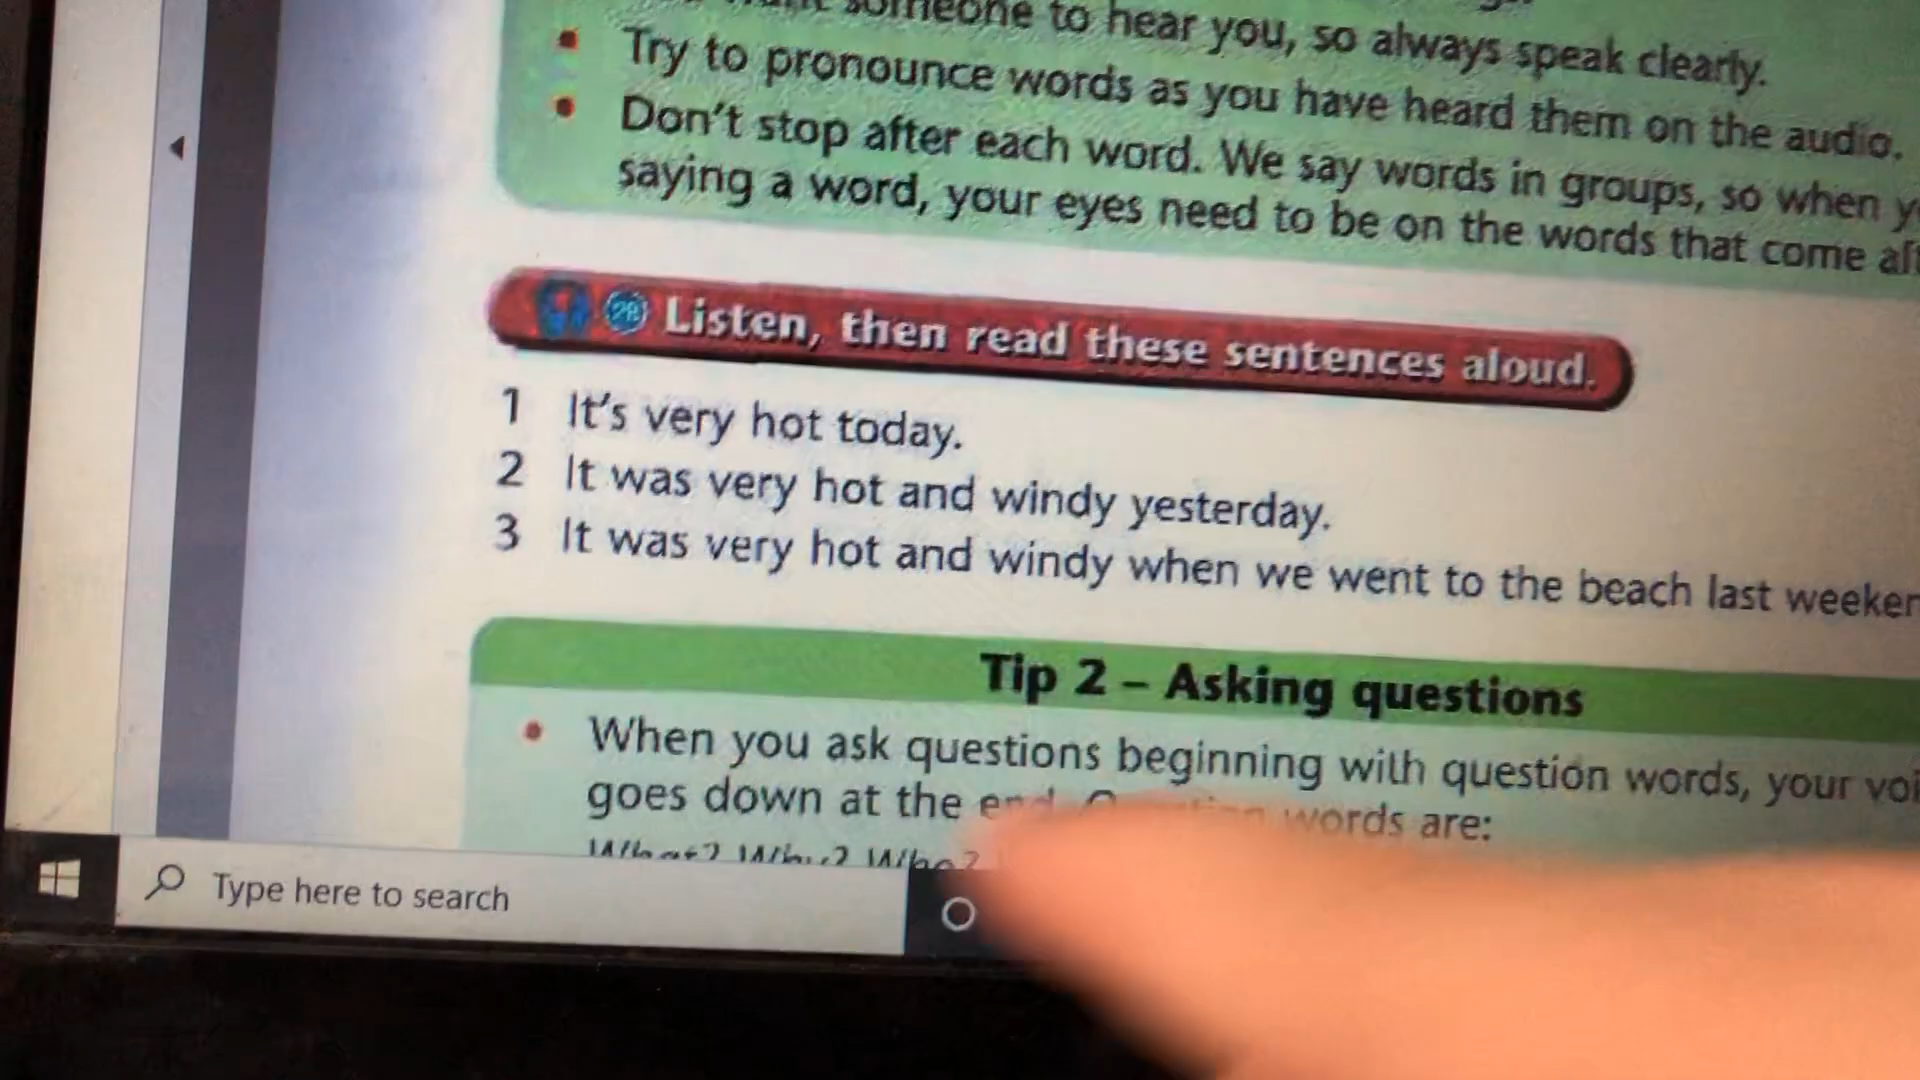 someone to hear you, so always speak clearly.
• Try to pronounce words as you have heard them on the audio.
• Don't stop after each word. We say words in groups, so when
saying a word, your eyes need to be on the words that come
28 Listen, then read these sentences aloud.
1 It's very hot today.
2 It was very hot and windy yesterday.
3 It was very hot and windy when we went to the beach last
Tip 2 – Asking questions
• When you ask questions beginning with question words, your
goes down at the words are:
What? Why? Who?
Type here to search